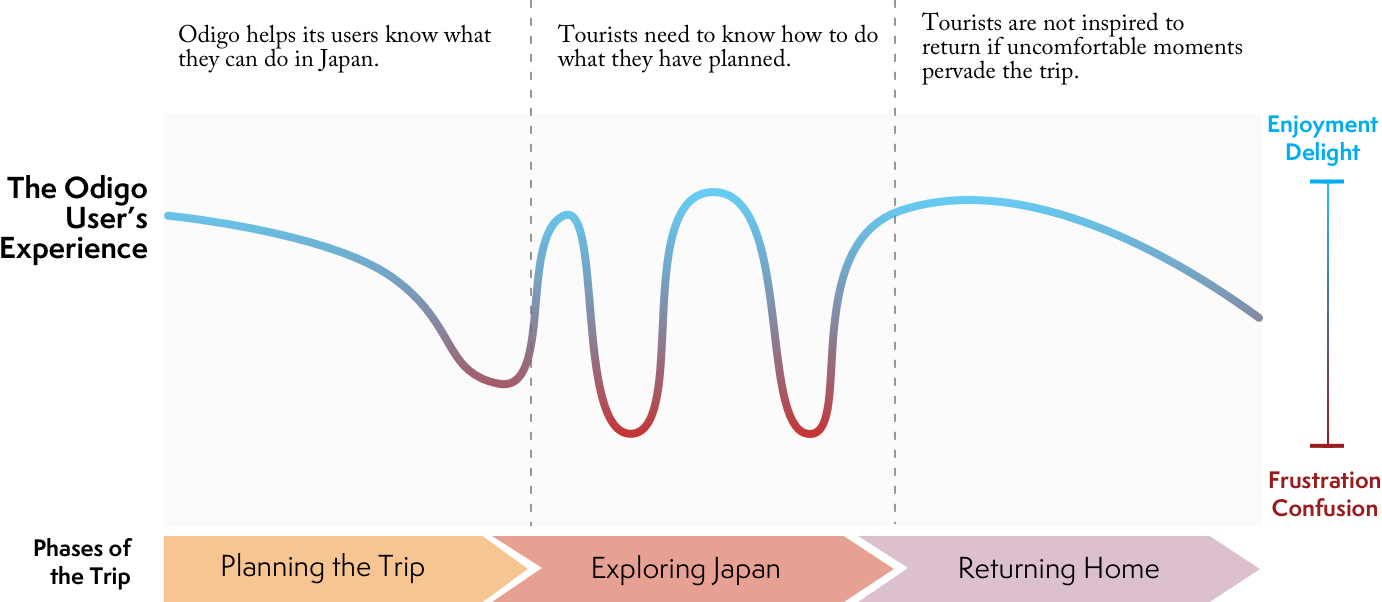 Odigo helps its users know what
they can do in Japan.
Tourists need to know how to do
what they have planned.
Tourists are not inspired to
return if uncomfortable moments
pervade the trip.
Enjoyment
Delight
The Odigo
User’s
Experience
Frustration
Confusion
Phases of
the Trip
Planning the Trip
Exploring Japan
Returning Home